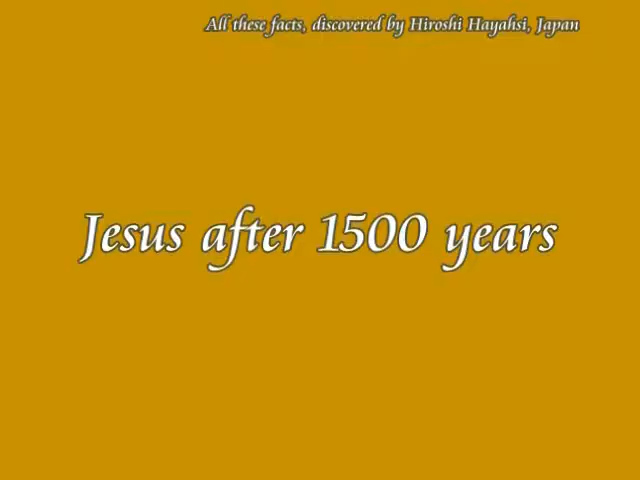 All these facts, discovered by Hiroshi Hayahsi, Japan
Jesus after 1500 years